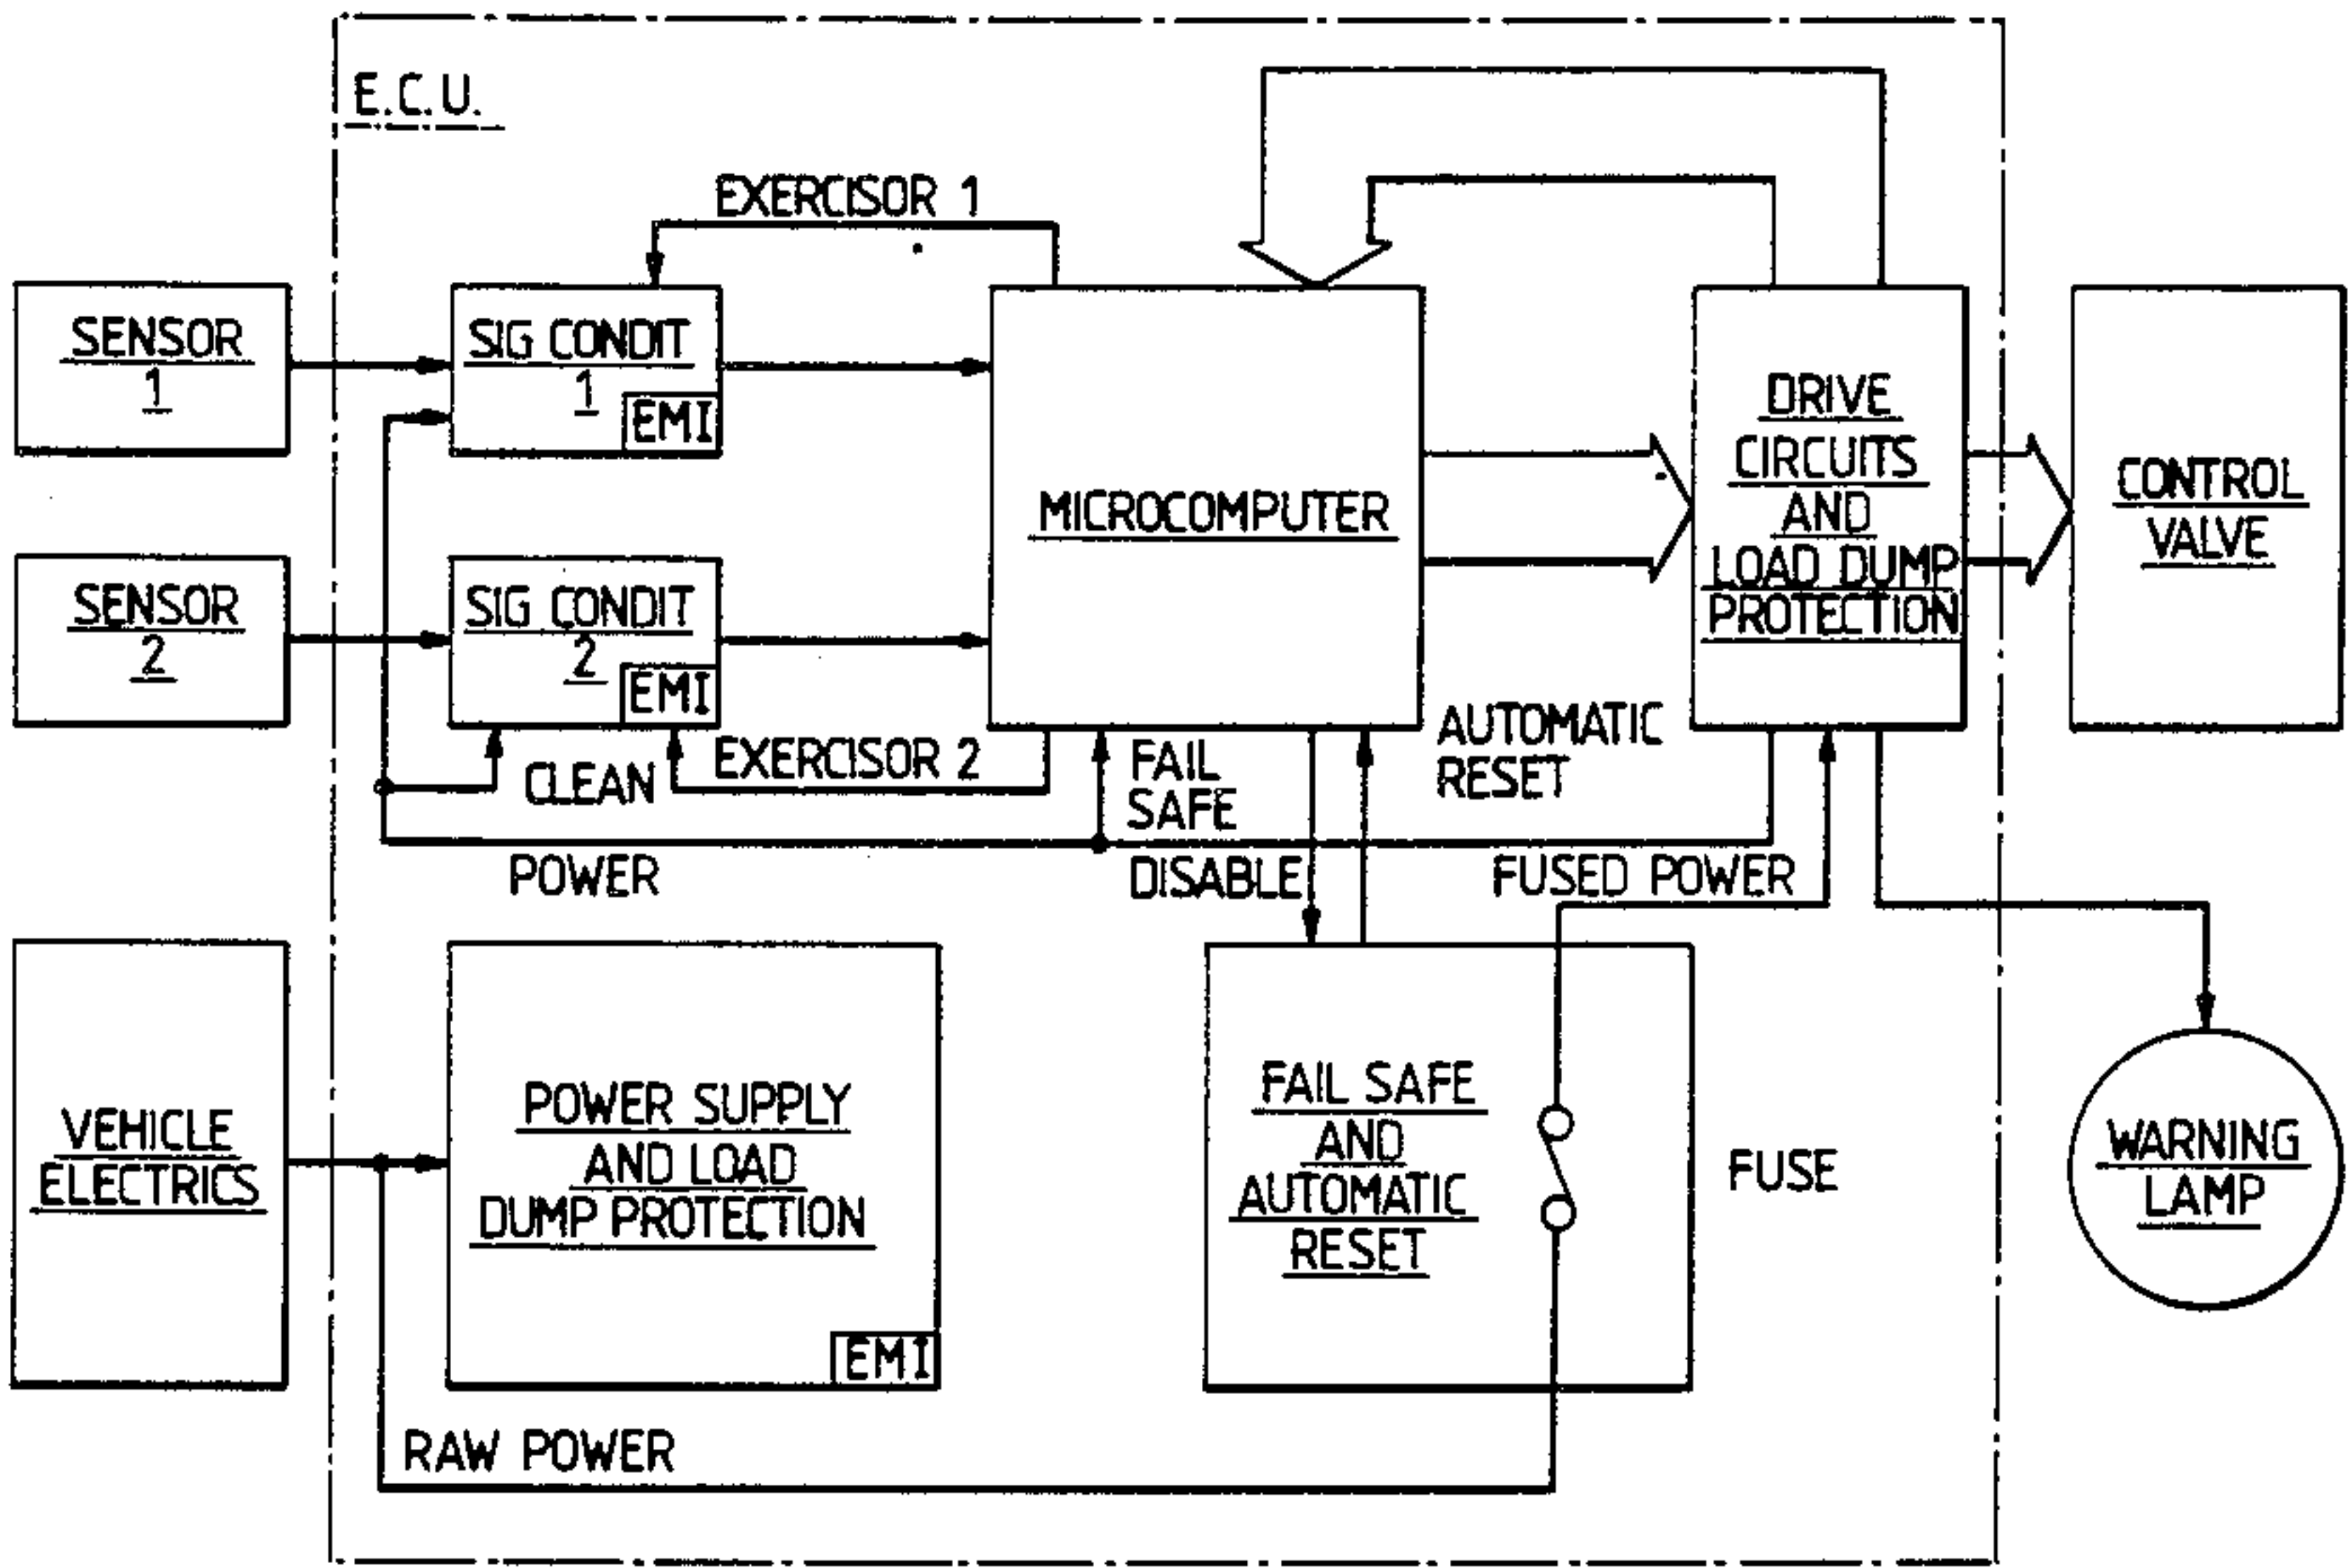 E.C.U.
EXERCISOR 1
SENSOR
1
SIG CONDIT
1
EMI
MICROCOMPUTER
DRIVE
CIRCUITS
AND
LOAD DUMP
PROTECTION
CONTROL
VALVE
SENSOR
2
SIG CONDIT
2
EMI
CLEAN
EXERCISOR 2
FAIL
SAFE
AUTOMATIC
RESET
POWER
DISABLE
FUSED POWER
VEHICLE
ELECTRICS
POWER SUPPLY
AND LOAD
DUMP PROTECTION
EMI
FAIL SAFE
AND
AUTOMATIC
RESET
FUSE
WARNING
LAMP
RAW POWER